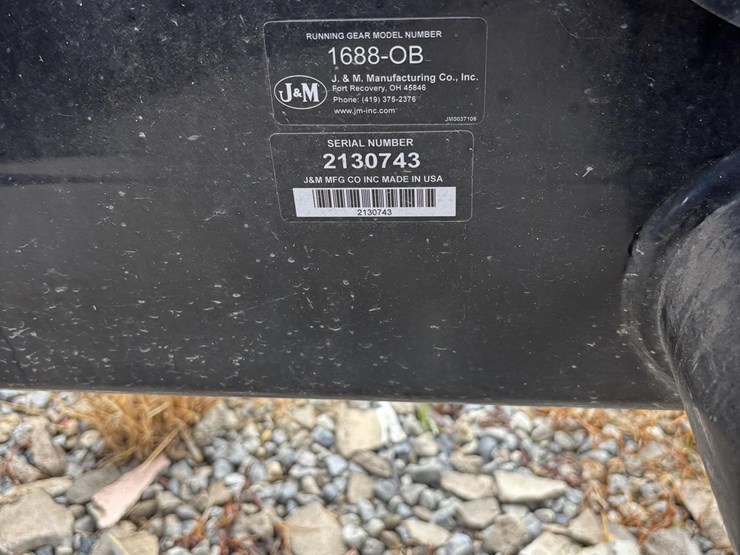 RUNNING GEAR MODEL NUMBER
1688-OB
J&M
J. & M. Manufacturing Co., Inc.
Fort Recovery, OH 45846
Phone: (419) 375-2376
www.jm-inc.com
JM0037108
SERIAL NUMBER
2130743
J&M MFG CO INC MADE IN USA
2130743